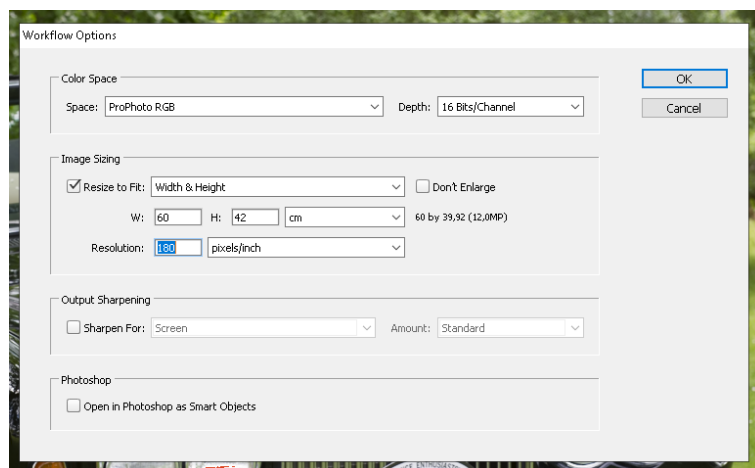 Workflow Options
Color Space
Space: ProPhoto RGB Depth: 16 Bits/Channel
OK
Cancel
Image Sizing
Resize to Fit: Width & Height Don't Enlarge
W: 60 H: 42 cm 60 by 39,92 (12,0MP)
Resolution: 180 pixels/inch
Output Sharpening
Sharpen For: Screen Amount: Standard
Photoshop
Open in Photoshop as Smart Objects